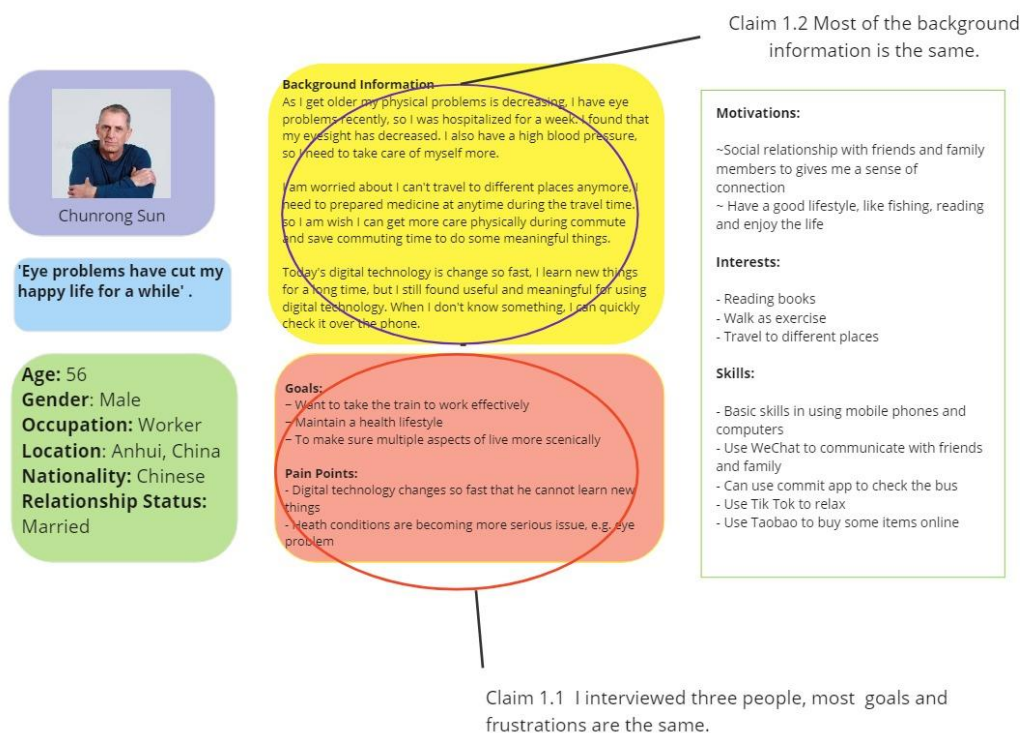 Claim 1.2 Most of the background
information is the same.
Chunrong Sun
'Eye problems have cut my
happy life for a while' .
Age: 56
Gender: Male
Occupation: Worker
Location: Anhui, China
Nationality: Chinese
Relationship Status:
Married
Background Information
As I get older my physical problems is decreasing, I have eye
problems recently, so I was hospitalized for a week. I found that
my eyesight has decreased. I also have a high blood pressure,
so I need to take care of myself more.
I am worried about I can't travel to different places anymore, I
need to prepared medicine at anytime during the travel time.
so I am wish I can get more care physically during commute
and save commuting time to do some meaningful things.
Today's digital technology is change so fast, I learn new things
for a long time, but I still found useful and meaningful for using
digital technology. When I don't know something, I can quickly
check it over the phone.
Goals:
~ Want to take the train to work effectively
~ Maintain a health lifestyle
~ To make sure multiple aspects of live more scenically
Pain Points:
- Digital technology changes so fast that he cannot learn new
things
- Heath conditions are becoming more serious issue, e.g. eye
problem
Motivations:
~Social relationship with friends and family
members to gives me a sense of
connection
~ Have a good lifestyle, like fishing, reading
and enjoy the life
Interests:
- Reading books
- Walk as exercise
- Travel to different places
Skills:
- Basic skills in using mobile phones and
computers
- Use WeChat to communicate with friends
and family
- Can use commit app to check the bus
- Use Tik Tok to relax
- Use Taobao to buy some items online
Claim 1.1 I interviewed three people, most goals and
frustrations are the same.